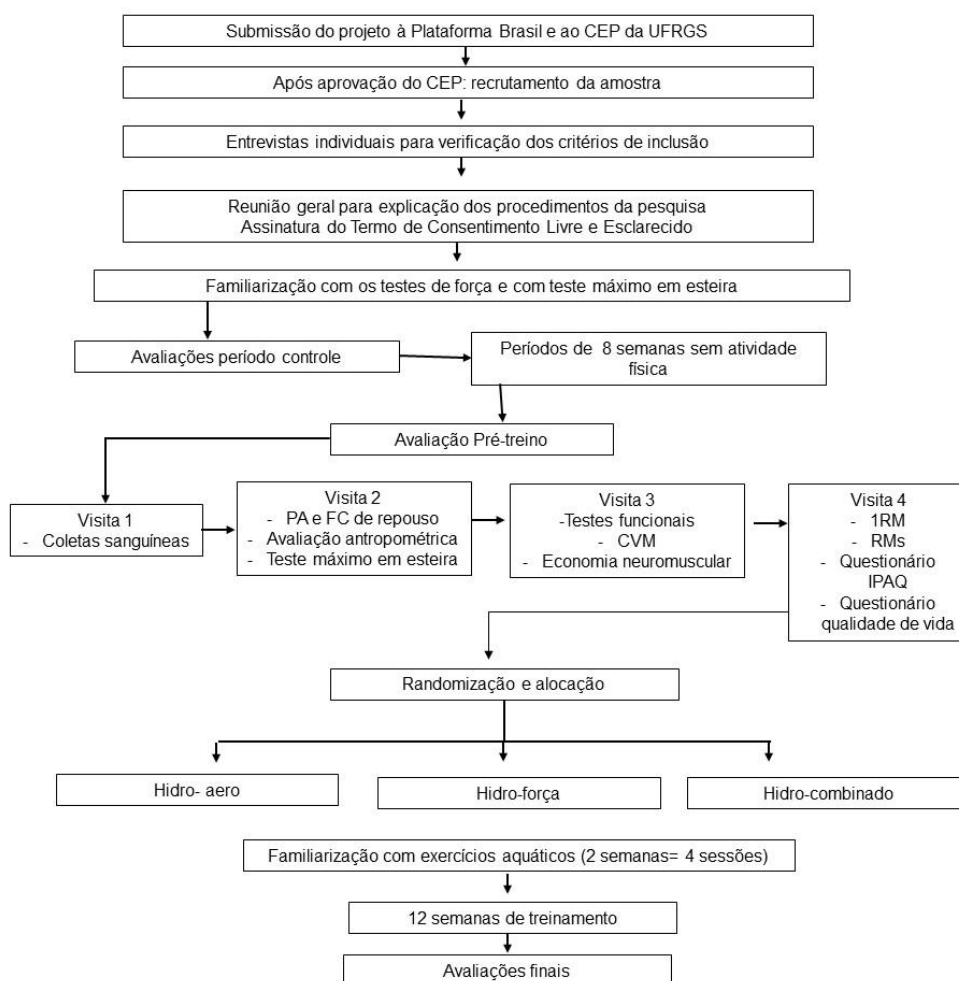 Submissão do projeto à Plataforma Brasil e ao CEP da UFRGS
Após aprovação do CEP: recrutamento da amostra
Entrevistas individuais para verificação dos critérios de inclusão
Reunião geral para explicação dos procedimentos da pesquisa
Assinatura do Termo de Consentimento Livre e Esclarecido
Familiarização com os testes de força e com teste máximo em esteira
Avaliações período controle
Períodos de 8 semanas sem atividade
física
Avaliação Pré-treino
Visita 1
- Coletas sanguíneas
Visita 2
- PA e FC de repouso
- Avaliação antropométrica
- Teste máximo em esteira
Visita 3
-Testes funcionais
- CVM
- Economia neuromuscular
Visita 4
- 1RM
- RMs
- Questionário
IPAQ
- Questionário
qualidade de vida
Randomização e alocação
Hidro- aero
Hidro-força
Hidro-combinado
Familiarização com exercícios aquáticos (2 semanas= 4 sessões)
12 semanas de treinamento
Avaliações finais